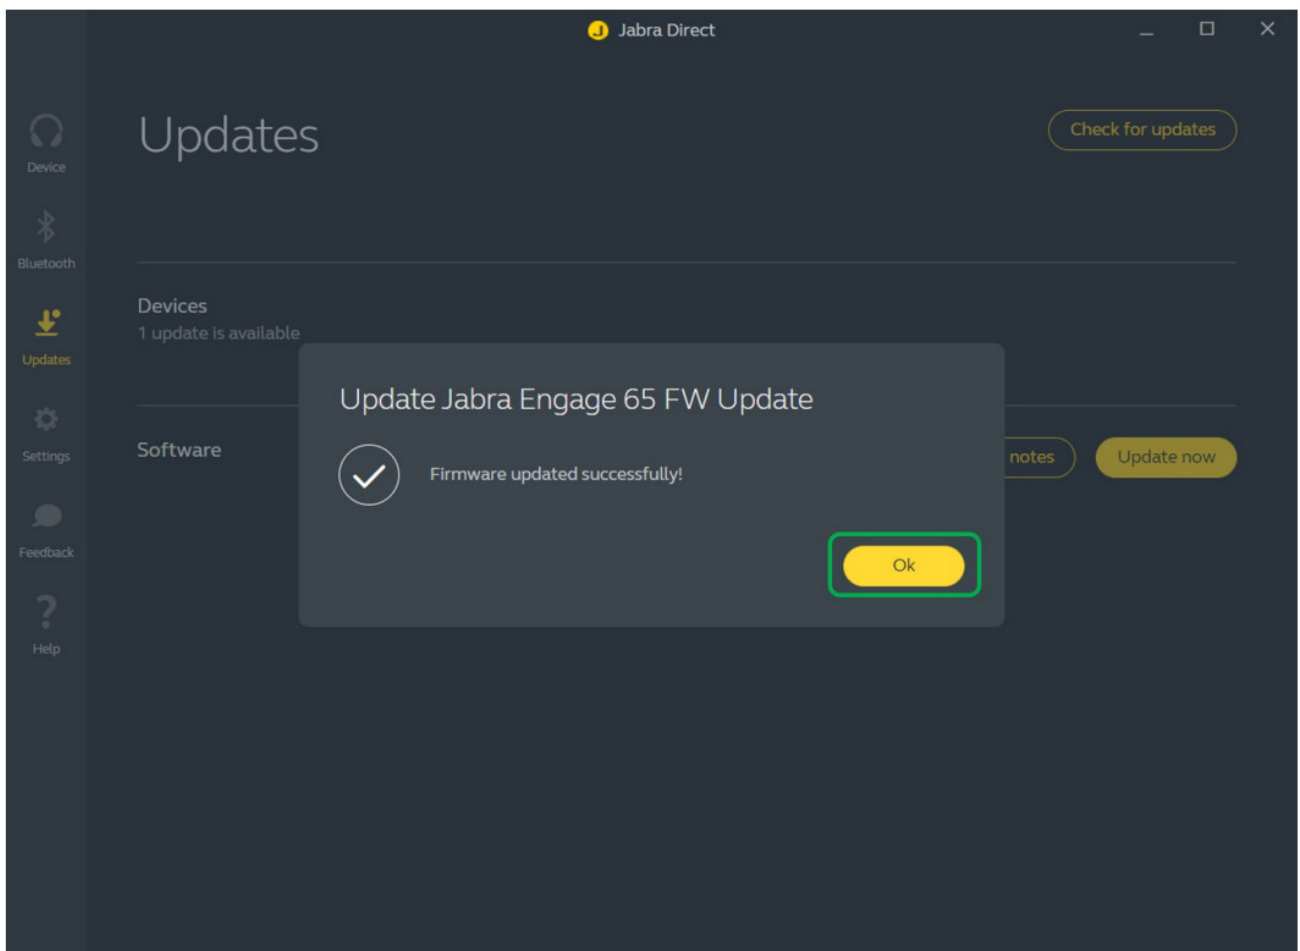 Jabra Direct
Device
Bluetooth
Updates
Settings
Feedback
Help
Updates
Check for updates
Devices
1 update is available
Software
notes
Update now
Update Jabra Engage 65 FW Update
Firmware updated successfully!
Ok